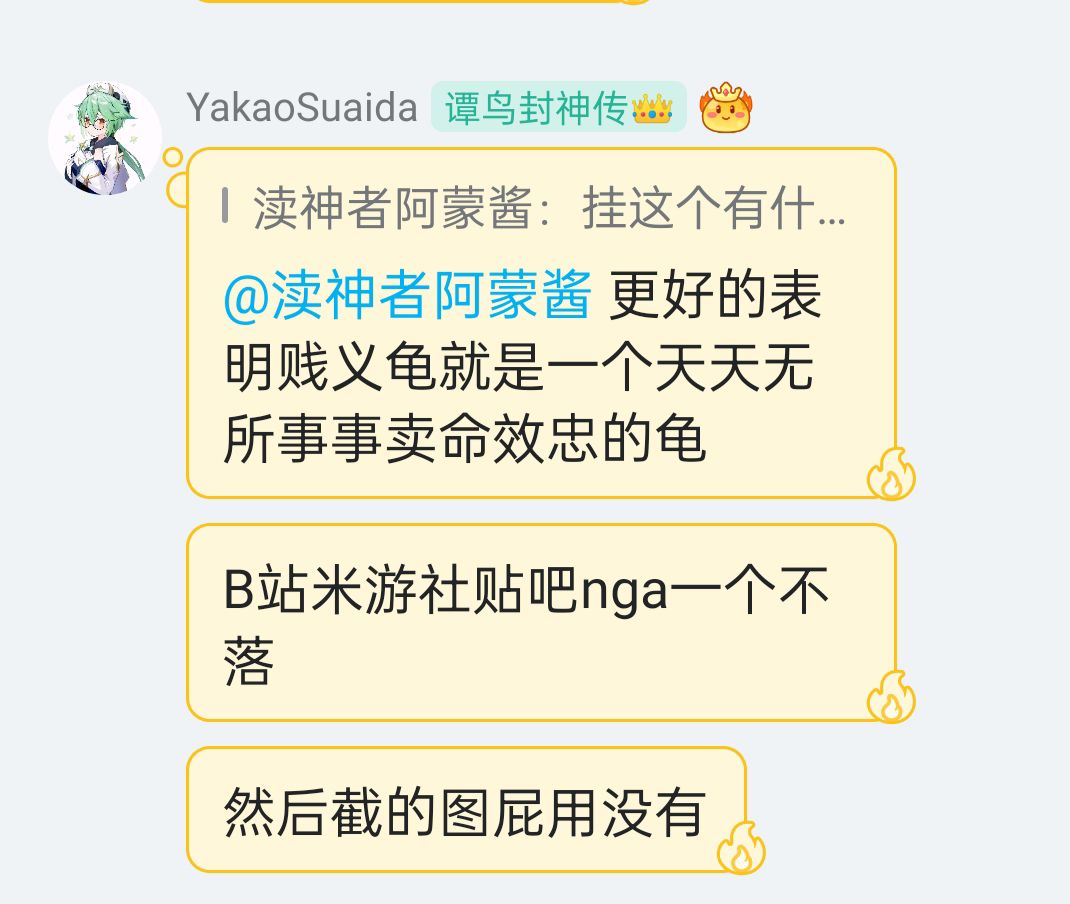 YakaoSuaida 谭鸟封神传👑
渎神者阿蒙酱：挂这个有什...
@渎神者阿蒙酱 更好的表
明贱义龟就是一个天天无
所事事卖命效忠的龟
B站米游社贴吧nga一个不
落
然后截的图屁用没有